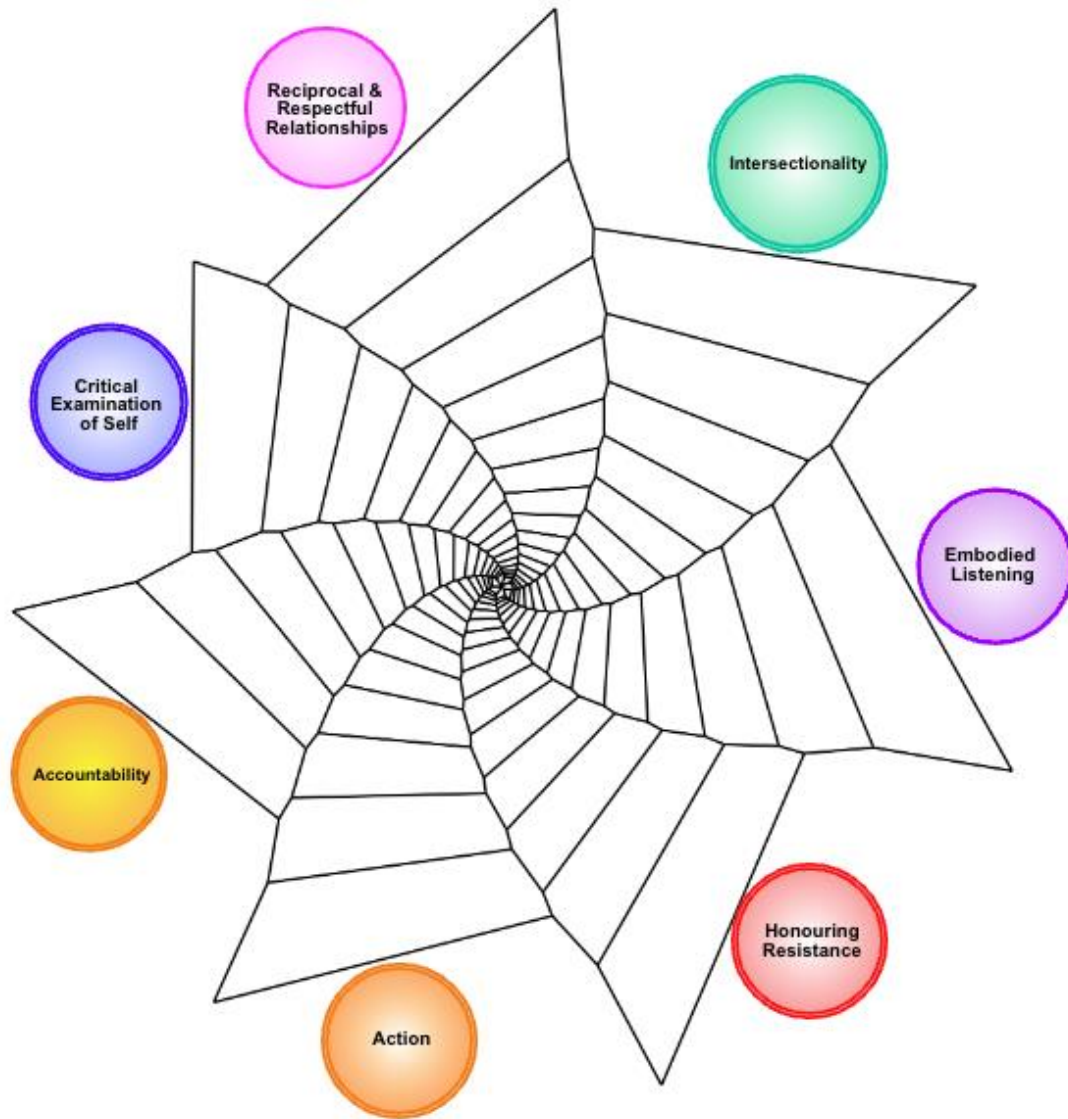 Reciprocal &
Respectful
Relationships
Intersectionality
Critical
Examination
of Self
Embodied
Listening
Accountability
Honouring
Resistance
Action